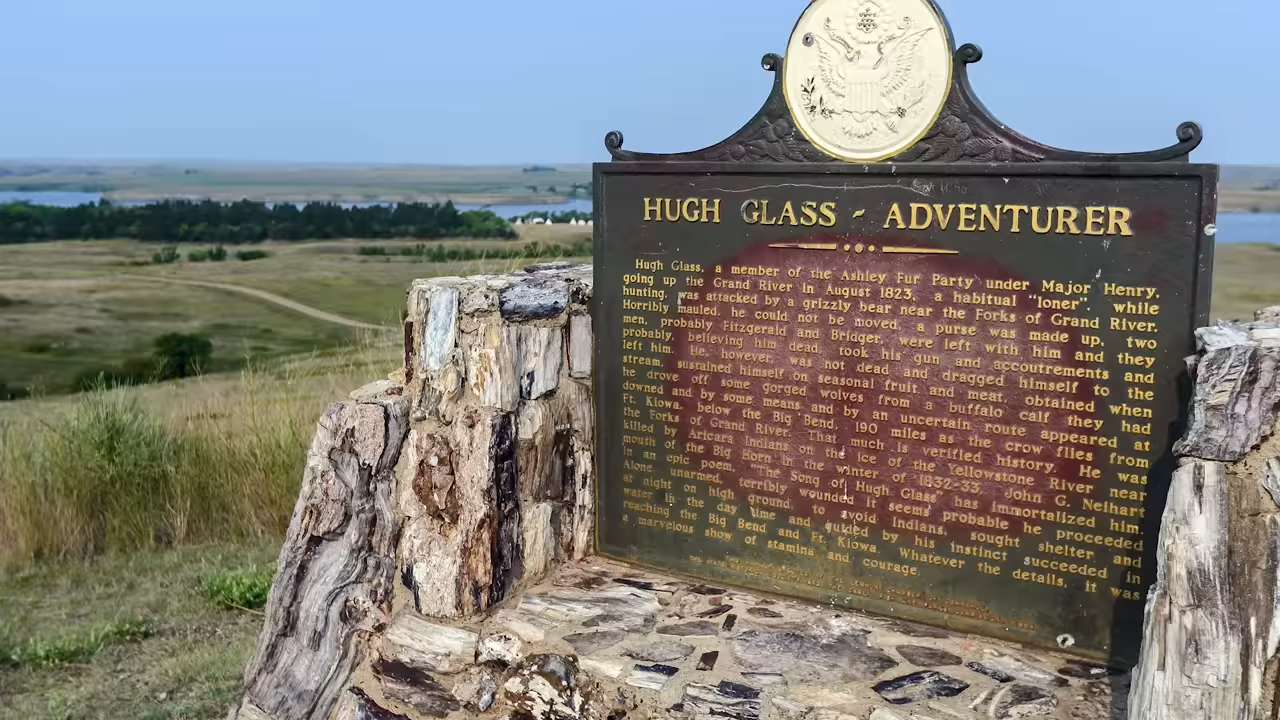 HUGH GLASS - ADVENTURER
Hugh Glass, a member of the Ashley Fur Party under Major Henry,
going up the Grand River in August 1823, a habitual "loner", while
hunting, was attacked by a grizzly bear near the Forks of Grand River.
Horribly mauled, he could not be moved, a purse was made up, two
men, probably Fitzgerald and Bridger, were left with him and they
probably, believing him dead, took his gun, and accoutrements and
left him. He, however, was not dead and dragged himself to the
stream, sustained himself on seasonal fruit and meat, obtained when
he drove off some gorged wolves from a buffalo calf they had
downed and by some means and by an uncertain route appeared at
Ft. Kiowa, below the Big Bend, 190 miles as the crow flies from
the Forks of Grand River. That much is verified history. He was
killed by Aricara Indians on the ice of the Yellowstone River near
mouth of the Big Horn in the winter of 1832-33. John G. Neihart
in an epic poem, "The Song of Hugh Glass" has immortalized him.
Alone, unarmed, terribly wounded it seems probable he proceeded
at night on high ground to avoid Indians, sought shelter and
water in the day time and guided by his instinct succeeded in
reaching the Big Bend and Ft. Kiowa. Whatever the details, it was
a marvelous show of stamina and courage.